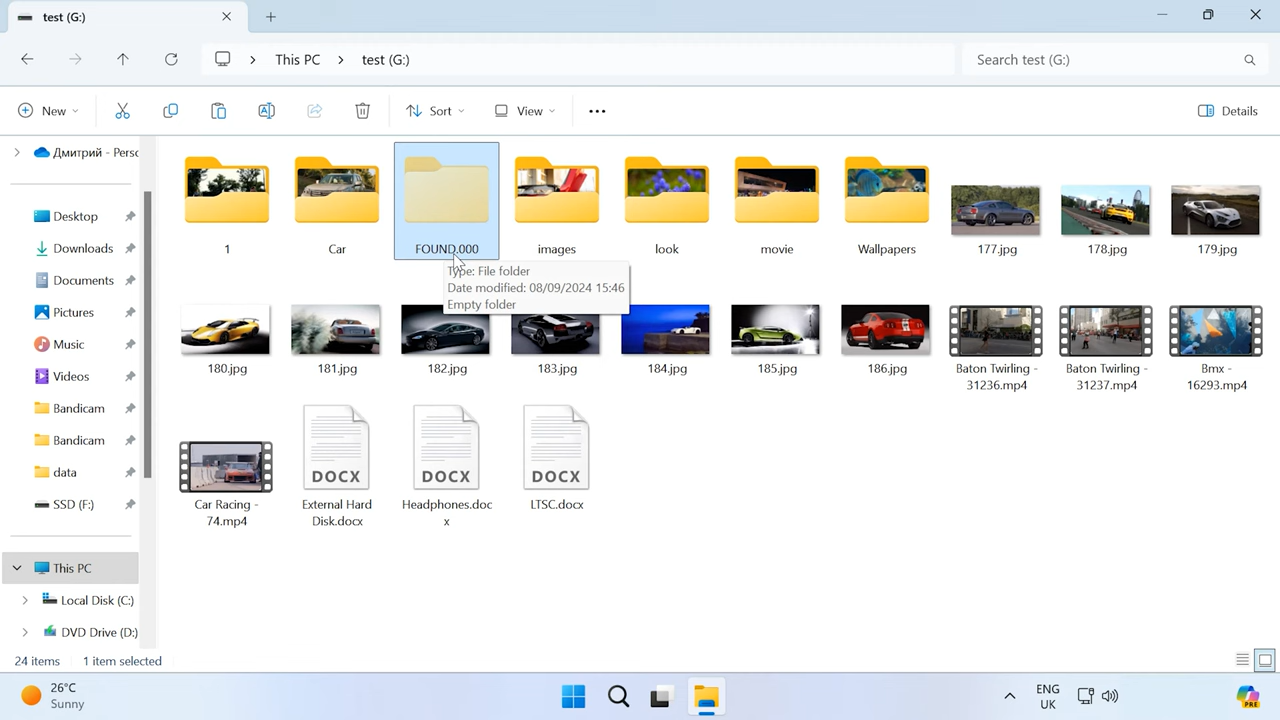 test (G:)
This PC
test (G:)
Search test (G:)
New
Sort
View
Details
Дмитрий - Persc
Desktop
Downloads
Documents
Pictures
Music
Videos
Bandicam
Bandicam
data
SSD (F:)
This PC
Local Disk (C:)
DVD Drive (D:)
1
Car
FOUND.000
images
look
movie
Wallpapers
177.jpg
178.jpg
179.jpg
Type: File folder
Date modified: 08/09/2024 15:46
Empty folder
180.jpg
181.jpg
182.jpg
183.jpg
184.jpg
185.jpg
186.jpg
Baton Twirling -
31236.mp4
Baton Twirling -
31237.mp4
Bmx -
16293.mp4
Car Racing -
74.mp4
DOCX
External Hard
Disk.docx
DOCX
Headphones.doc
x
DOCX
LTSC.docx
24 items
1 item selected
26°C
Sunny
ENG
UK
PRE